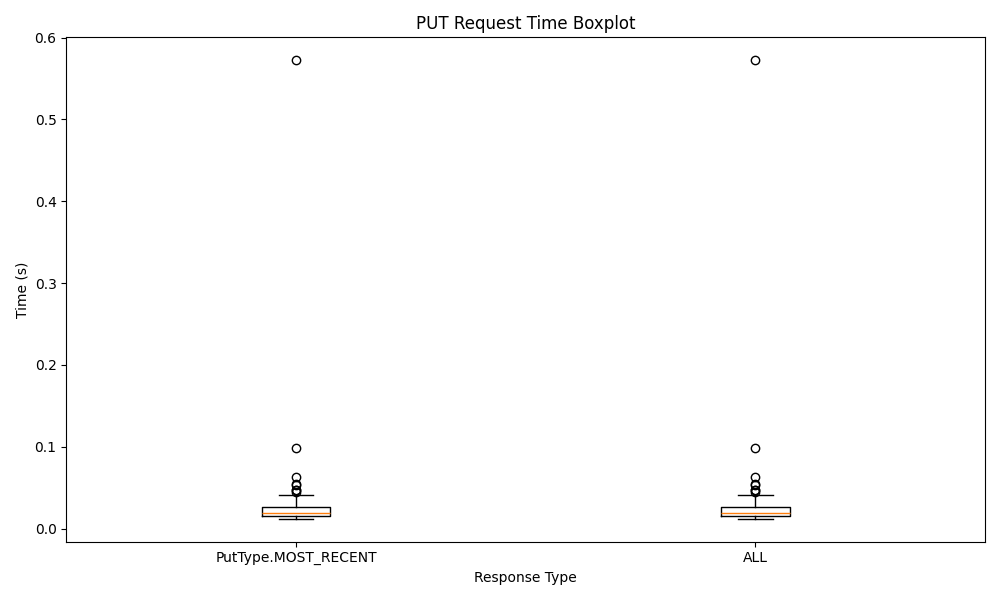 PUT Request Time Boxplot
0.6
0.5
0.4
0.3
0.2
0.1
0.0
Time (s)
PutType.MOST_RECENT
ALL
Response Type